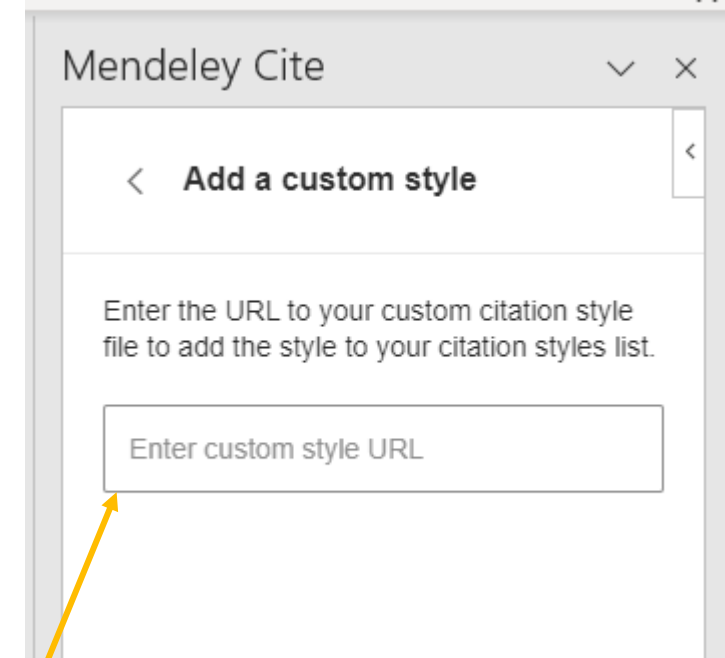 Mendeley Cite
Add a custom style
Enter the URL to your custom citation style
file to add the style to your citation styles list.
Enter custom style URL